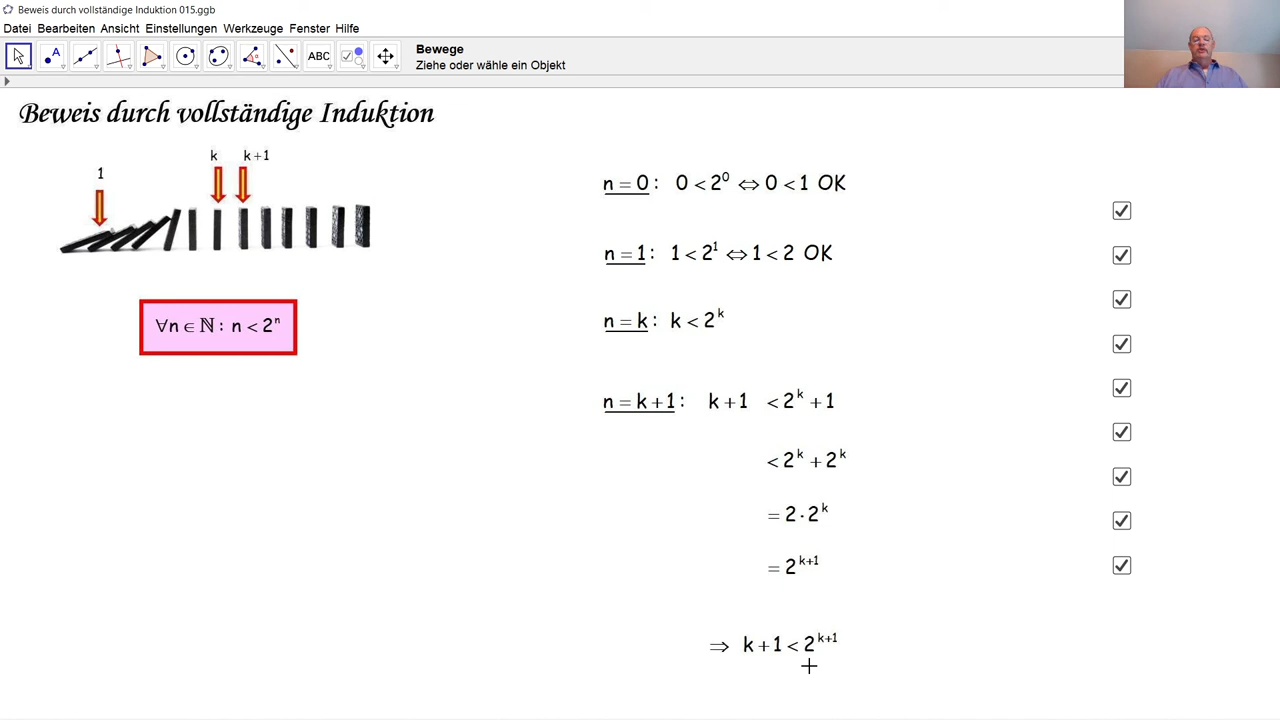 Beweis durch vollständige Induktion 015.ggb
Datei Bearbeiten Ansicht Einstellungen Werkzeuge Fenster Hilfe
ABC
Bewege
Ziehe oder wähle ein Objekt
Beweis durch vollständige Induktion
1
k
k+1
∀n ∈ ℕ: n < 2ⁿ
n = 0: 0 < 2⁰ ⇔ 0 < 1 OK
n = 1: 1 < 2¹ ⇔ 1 < 2 OK
n = k: k < 2ᵏ
n = k+1: k+1 < 2ᵏ + 1
< 2ᵏ + 2ᵏ
= 2 · 2ᵏ
= 2ᵏ⁺¹
⇒ k+1 < 2ᵏ⁺¹